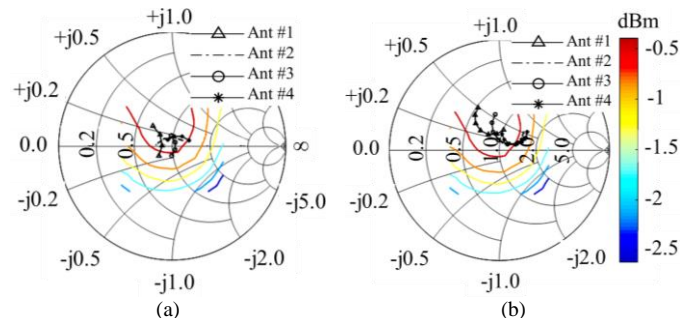 +j1.0
+j0.5
+j0.2
0.0
-j0.2
-j0.5
-j1.0
-j2.0
-j5.0
∞
0.2
0.5
Ant #1
Ant #2
Ant #3
Ant #4
(a)
+j1.0
+j0.5
+j0.2
0.0
-j0.2
-j0.5
-j1.0
-j2.0
0.2
0.5
1.0
2.0
5.0
Ant #1
Ant #2
Ant #3
Ant #4
(b)
dBm
-0.5
-1
-1.5
-2
-2.5